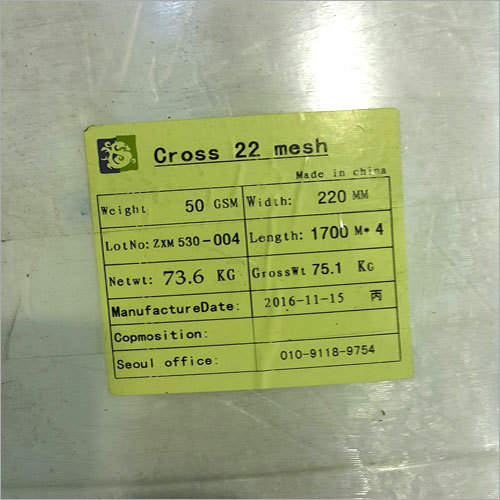 Cross 22 mesh
Made in china
Weight 50 GSM Width: 220 MM
LotNo: ZXM 530-004 Length: 1700 M* 4
Netwt: 73.6 KG GrossWt 75.1 KG
ManufactureDate: 2016-11-15 丙
Copmosition:
Seoul office: 010-9118-9754